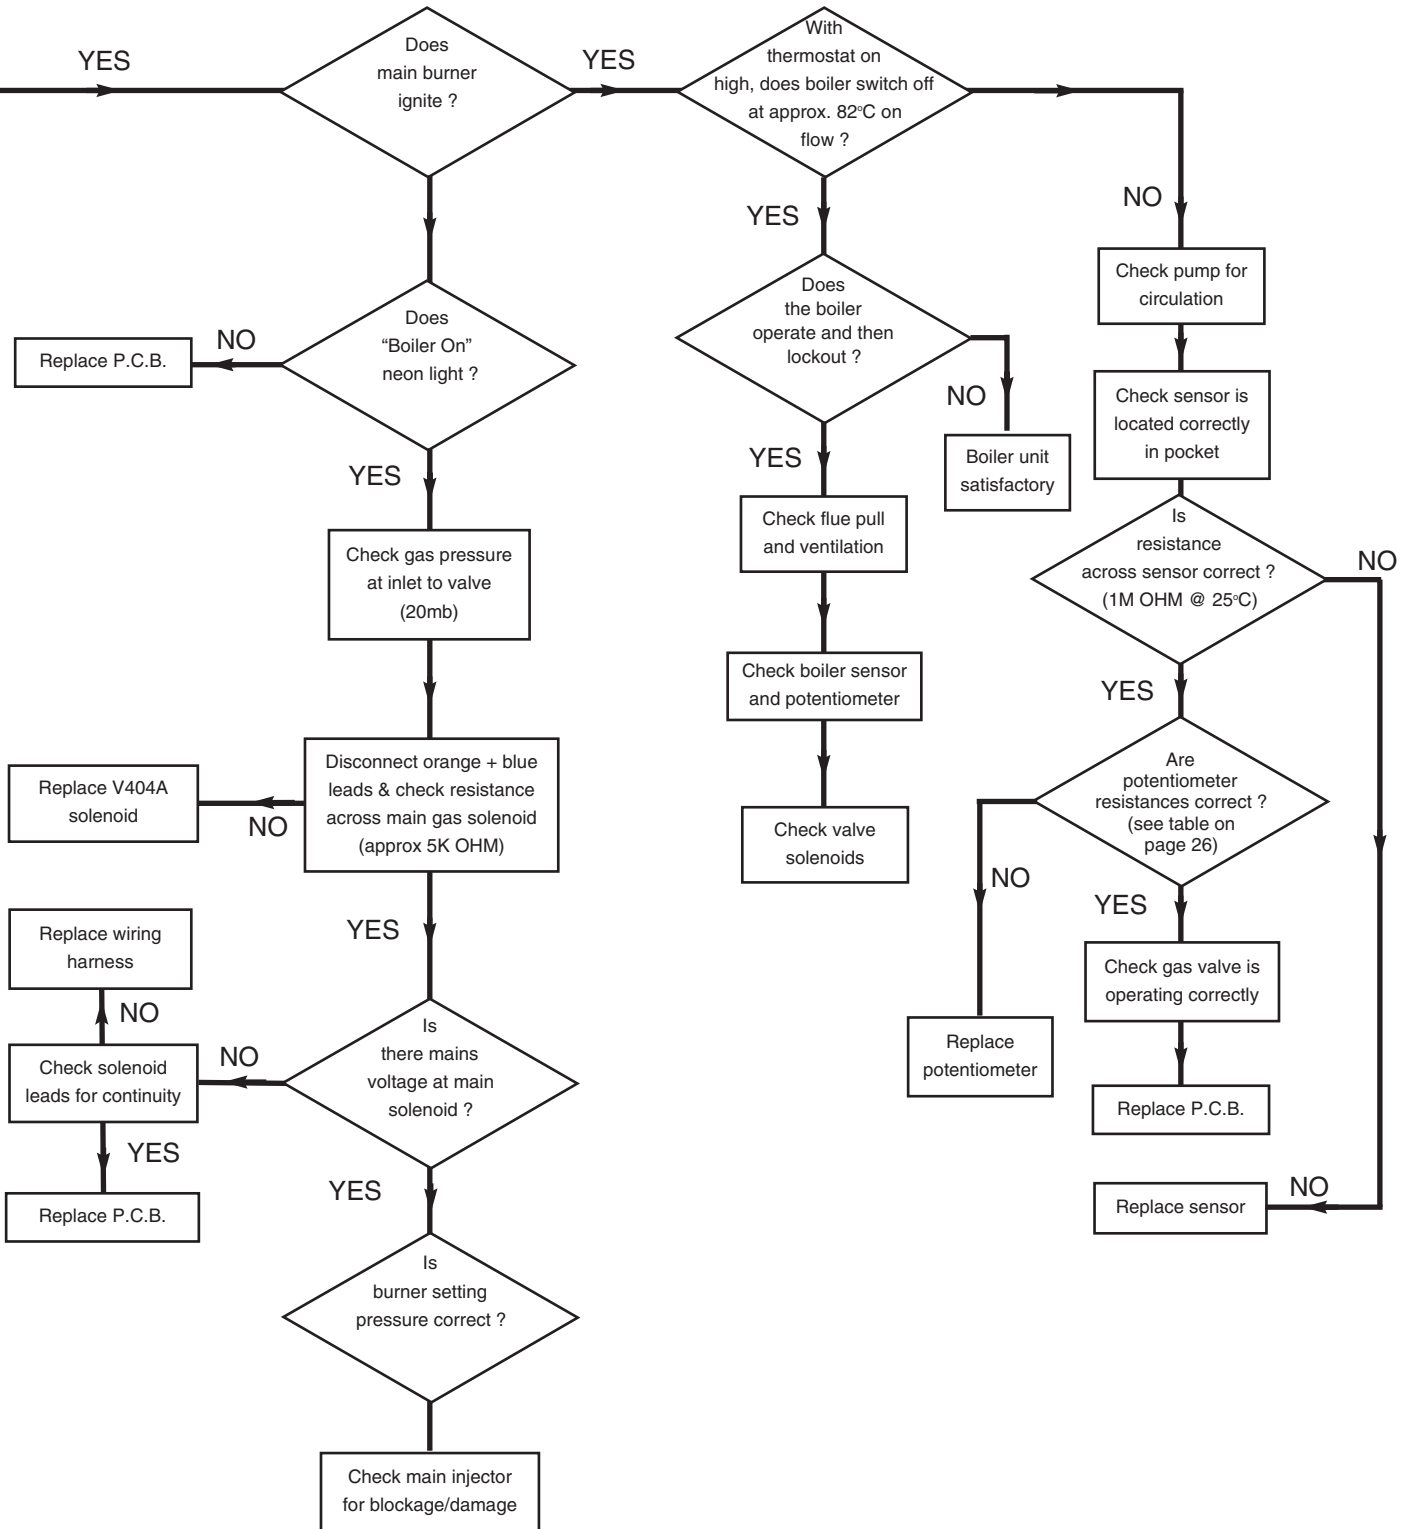 YES
Does
main burner
ignite ?
YES
With
thermostat on
high, does boiler switch off
at approx. 82°C on
flow ?
NO
Check pump for
circulation
Check sensor is
located correctly
in pocket
Is
resistance
across sensor correct ?
(1M OHM @ 25°C)
NO
YES
Are
potentiometer
resistances correct ?
(see table on
page 26)
NO
Replace
potentiometer
YES
Check gas valve is
operating correctly
Replace P.C.B.
NO
Replace sensor
YES
Does
the boiler
operate and then
lockout ?
NO
Boiler unit
satisfactory
YES
Check flue pull
and ventilation
Check boiler sensor
and potentiometer
Check valve
solenoids
Does
“Boiler On”
neon light ?
NO
Replace P.C.B.
YES
Check gas pressure
at inlet to valve
(20mb)
Disconnect orange + blue
leads & check resistance
across main gas solenoid
(approx 5K OHM)
NO
Replace V404A
solenoid
YES
Is
there mains
voltage at main
solenoid ?
NO
Check solenoid
leads for continuity
NO
Replace wiring
harness
YES
Replace P.C.B.
YES
Is
burner setting
pressure correct ?
Check main injector
for blockage/damage